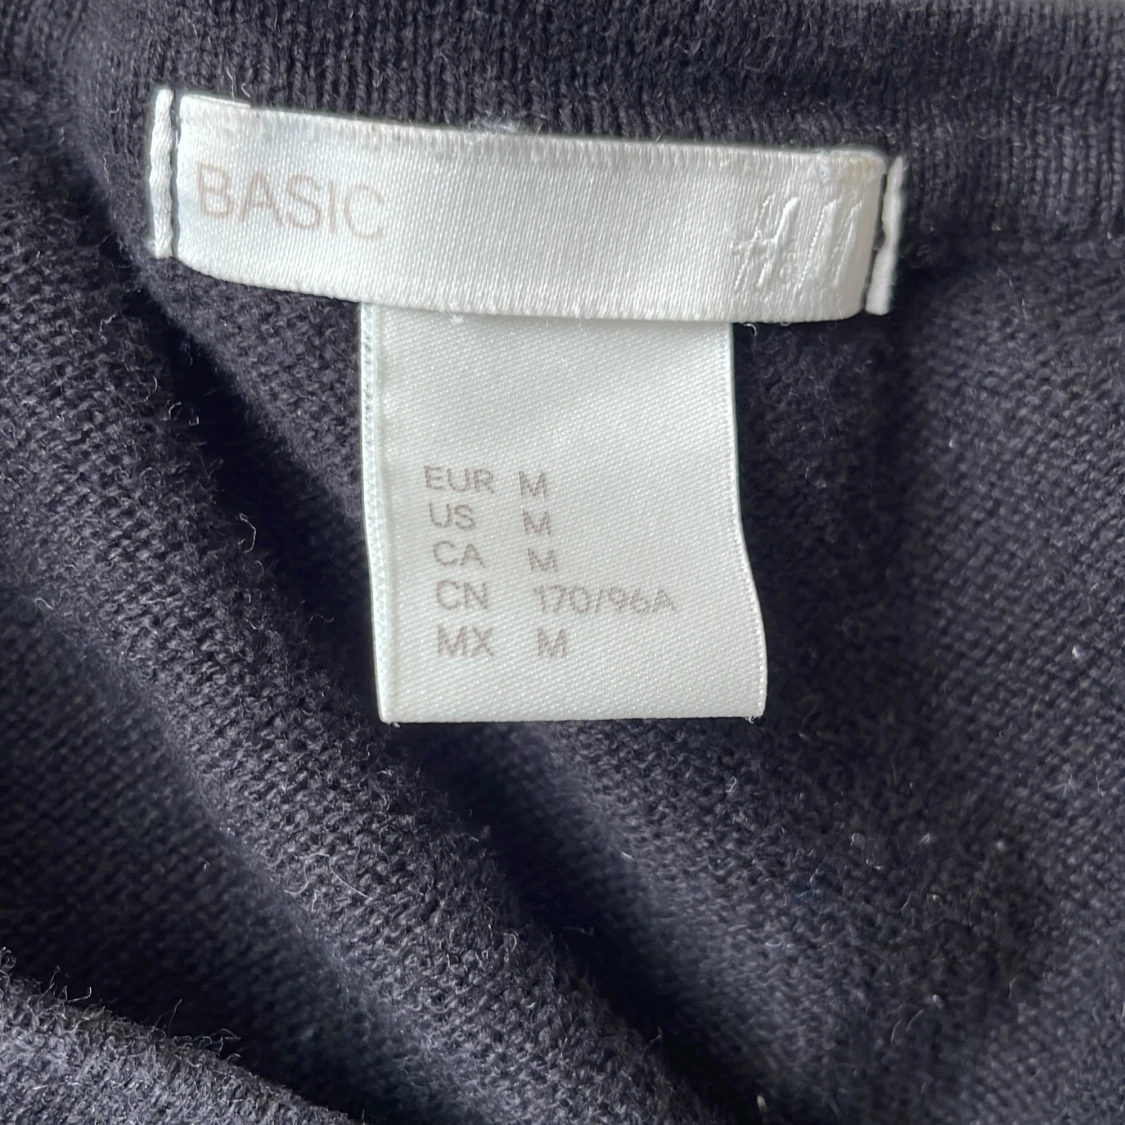 BASIC H&M
EUR M
US M
CA M
CN 170/96A
MX M